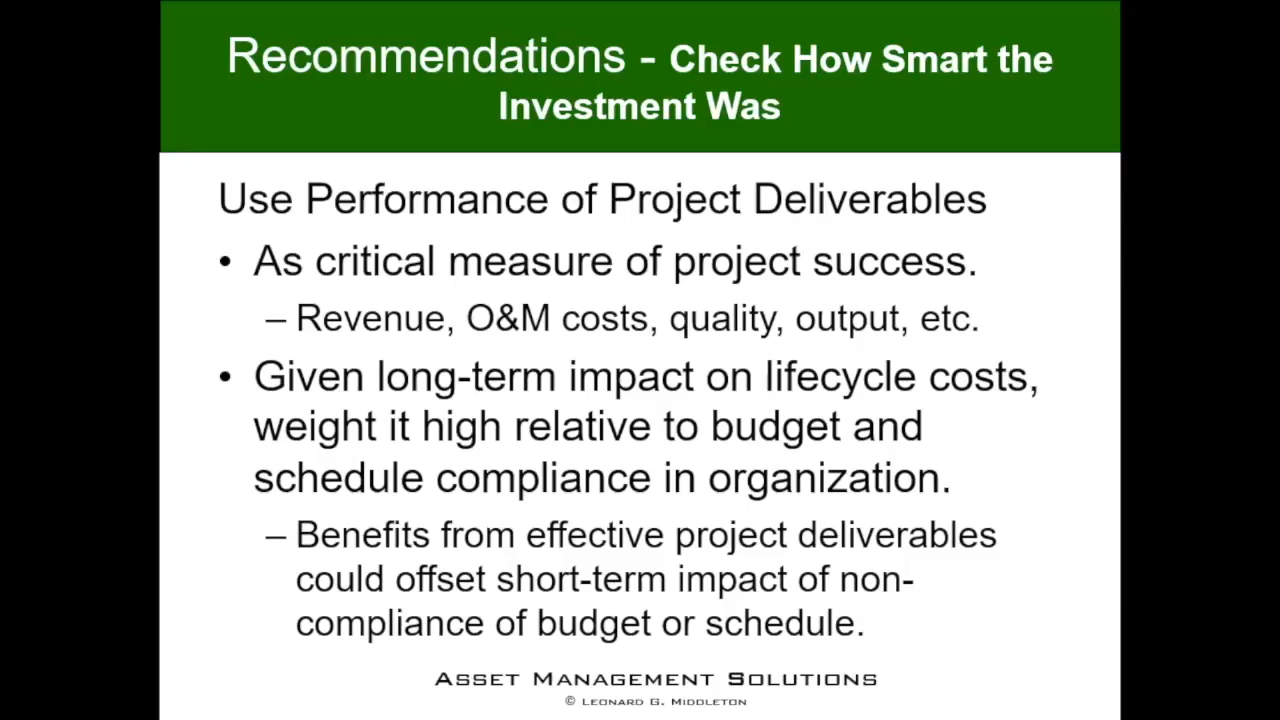 Recommendations - Check How Smart the
Investment Was
Use Performance of Project Deliverables
• As critical measure of project success.
– Revenue, O&M costs, quality, output, etc.
• Given long-term impact on lifecycle costs,
weight it high relative to budget and
schedule compliance in organization.
– Benefits from effective project deliverables
could offset short-term impact of non-
compliance of budget or schedule.
Asset Management Solutions
© Leonard G. Middleton